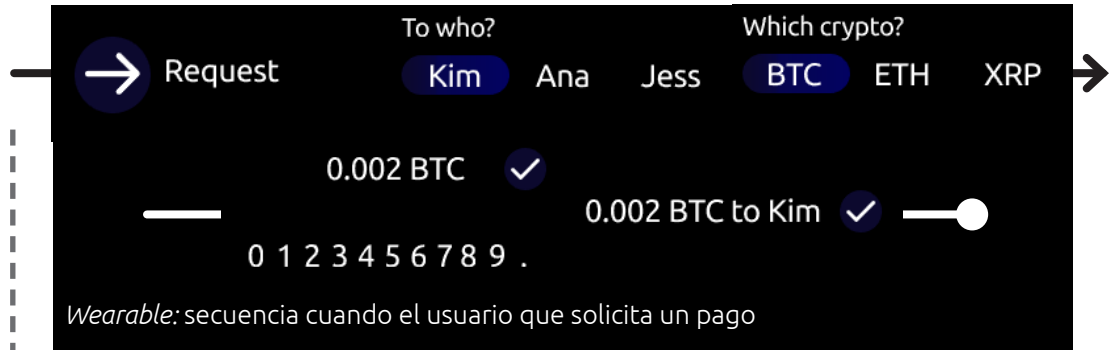 Request
To who?
Kim Ana Jess
Which crypto?
BTC ETH XRP
0.002 BTC
0 1 2 3 4 5 6 7 8 9 .
0.002 BTC to Kim
Wearable: secuencia cuando el usuario que solicita un pago